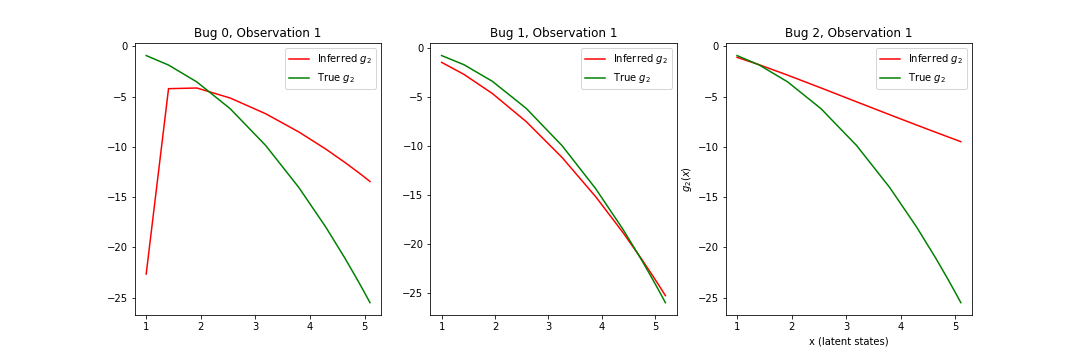 Bug 0, Observation 1
0
−5
−10
−15
−20
−25
1 2 3 4 5
Inferred g₂
True g₂
Bug 1, Observation 1
0
−5
−10
−15
−20
−25
1 2 3 4 5
Inferred g₂
True g₂
Bug 2, Observation 1
g₂(x)
0
−5
−10
−15
−20
−25
1 2 3 4 5
x (latent states)
Inferred g₂
True g₂